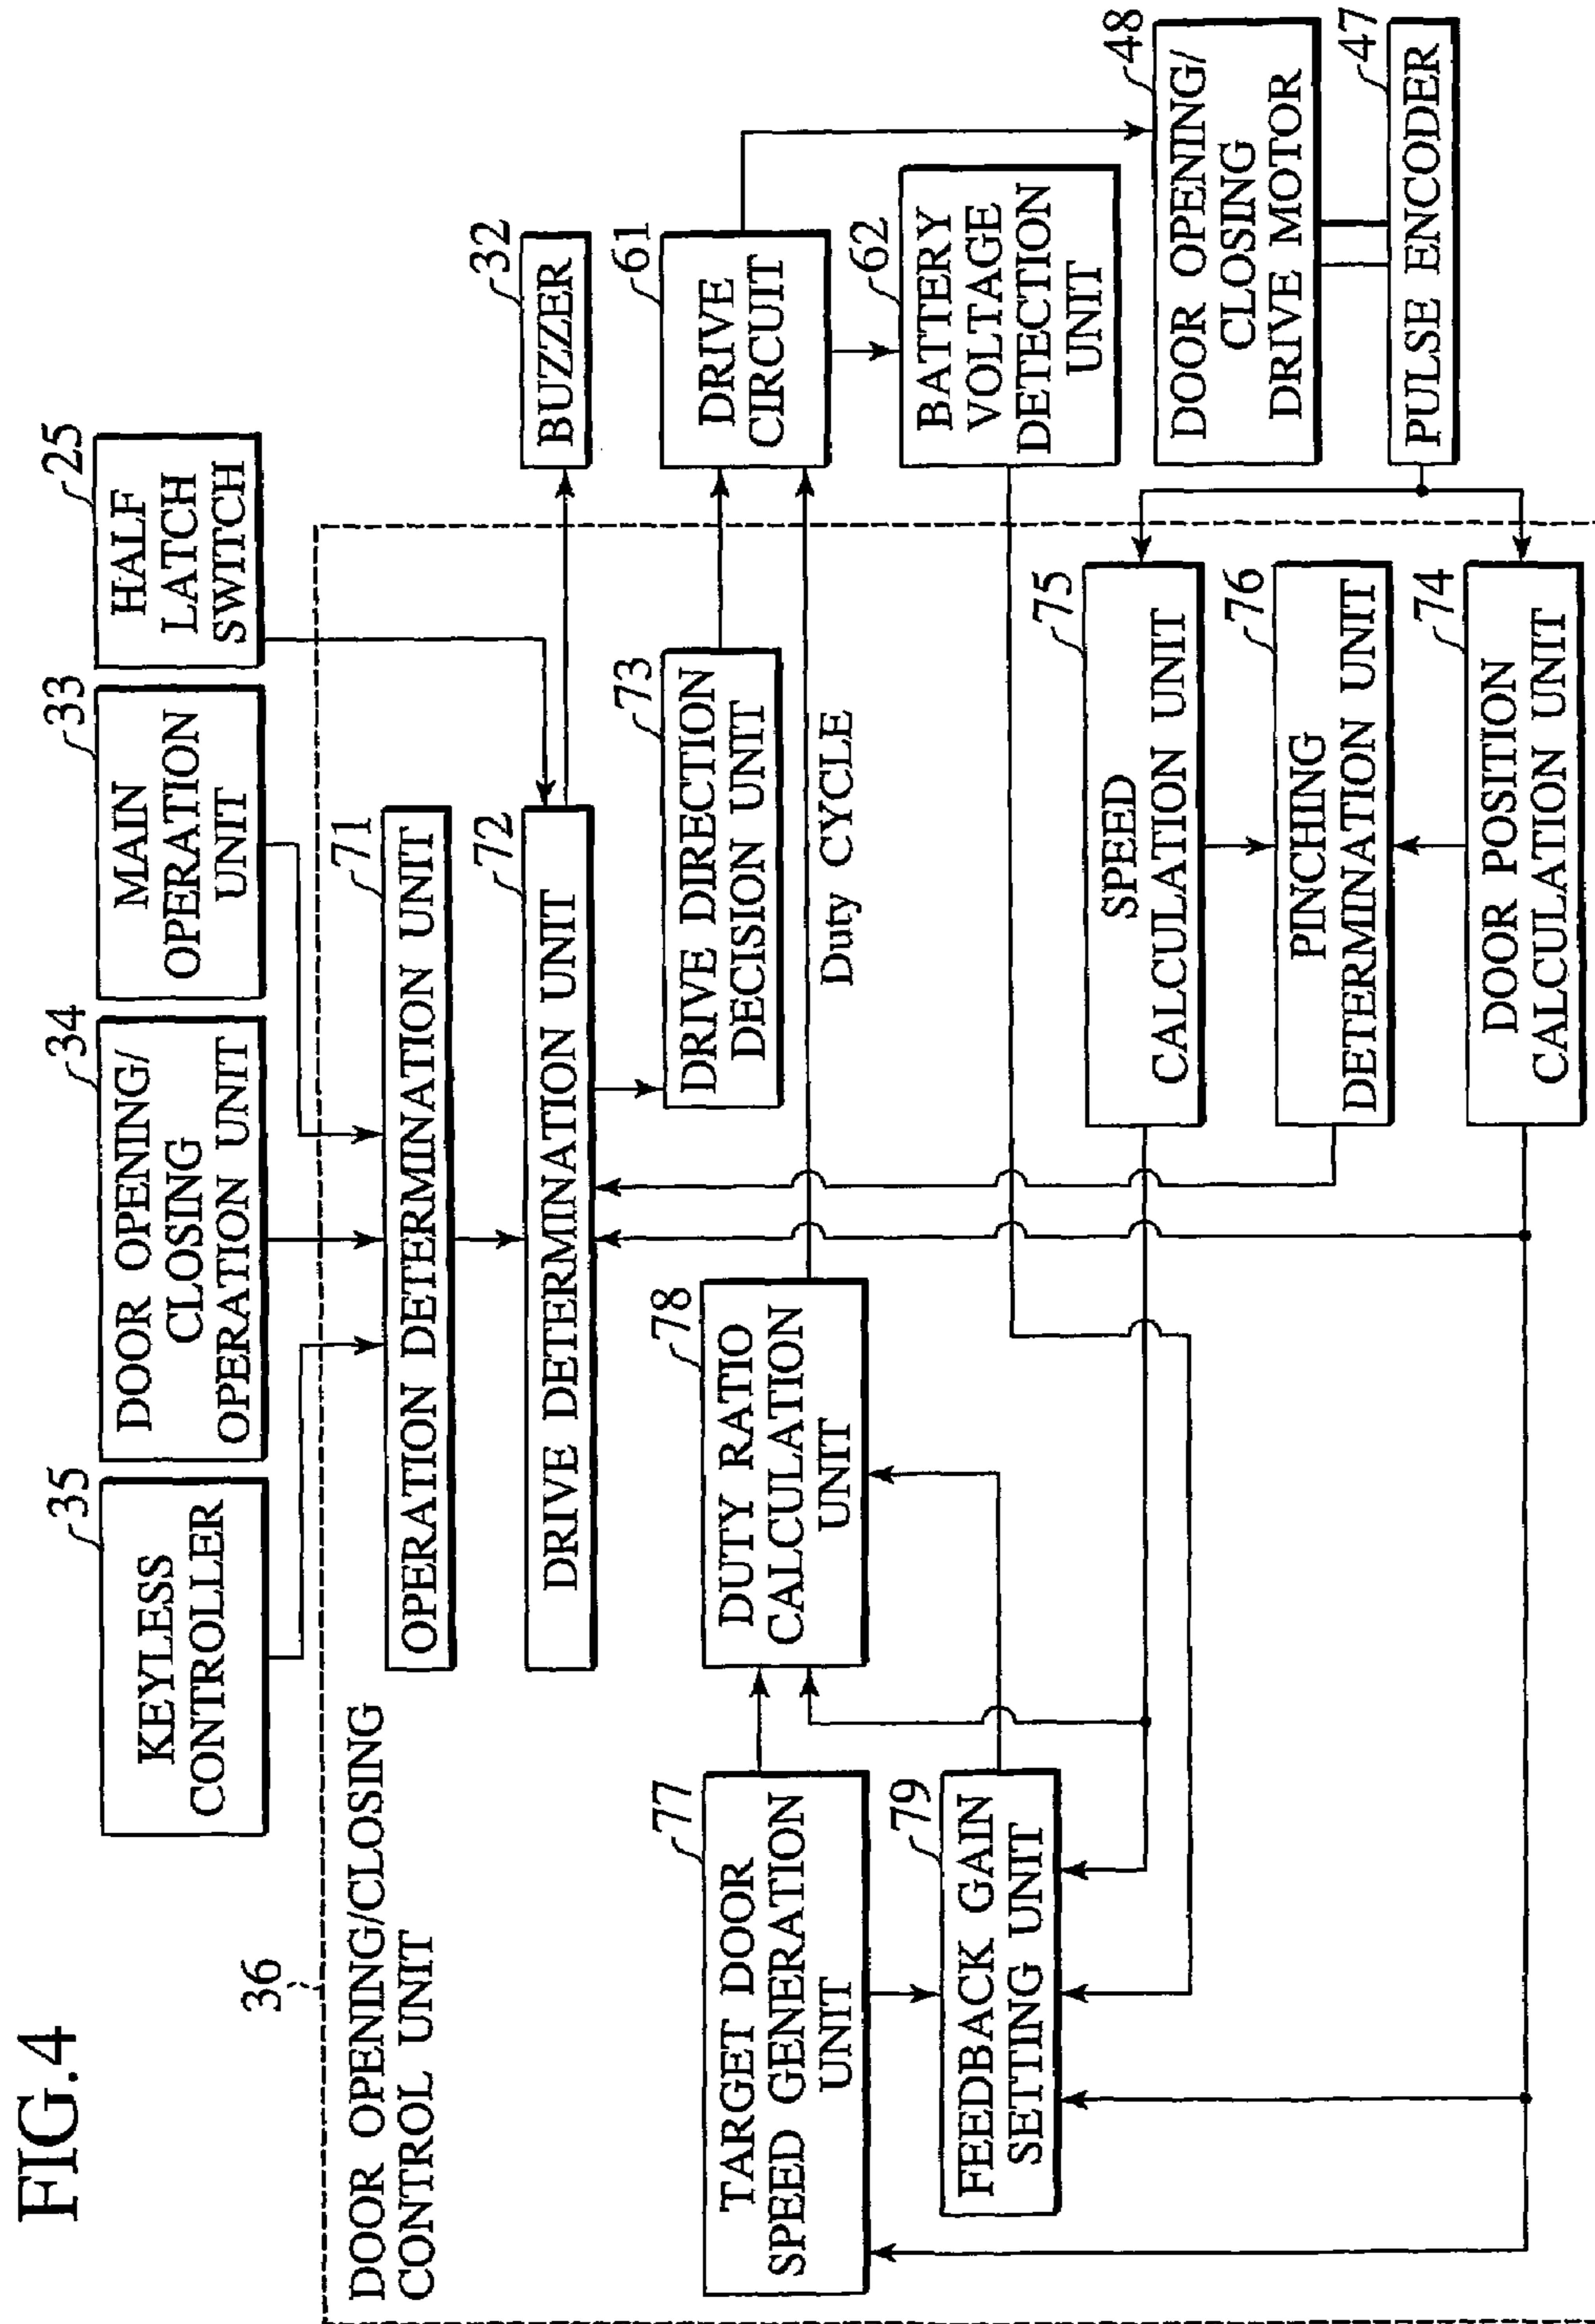 FIG.4
35
KEYLESS
CONTROLLER
34
DOOR OPENING/
CLOSING
OPERATION UNIT
33
MAIN
OPERATION
UNIT
25
HALF
LATCH
SWITCH
36
DOOR OPENING/CLOSING
CONTROL UNIT
71
OPERATION DETERMINATION UNIT
72
DRIVE DETERMINATION UNIT
32
BUZZER
73
DRIVE DIRECTION
DECISION UNIT
61
DRIVE
CIRCUIT
77
TARGET DOOR
SPEED GENERATION
UNIT
78
DUTY RATIO
CALCULATION
UNIT
Duty CYCLE
62
BATTERY
VOLTAGE
DETECTION
UNIT
79
FEEDBACK GAIN
SETTING UNIT
75
SPEED
CALCULATION UNIT
48
DOOR OPENING/
CLOSING
DRIVE MOTOR
76
PINCHING
DETERMINATION UNIT
47
PULSE ENCODER
74
DOOR POSITION
CALCULATION UNIT